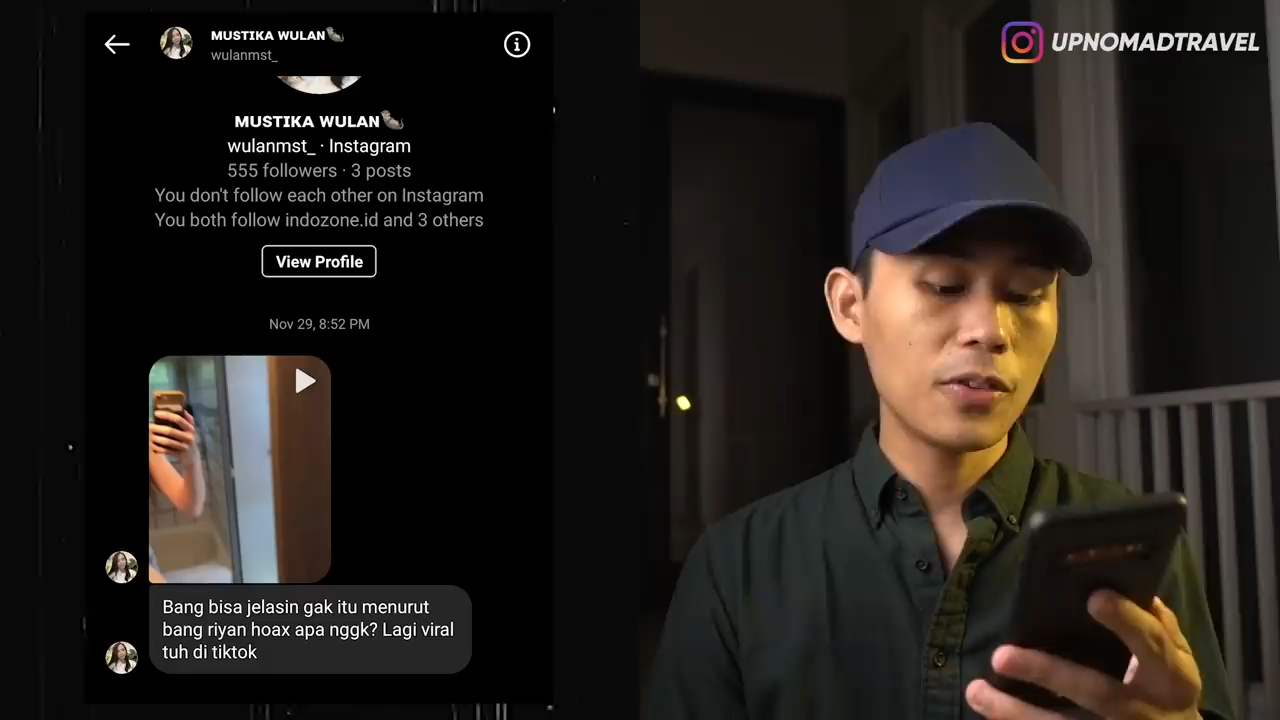 MUSTIKA WULAN🦦
wulanmst_
MUSTIKA WULAN🦦
wulanmst_ · Instagram
555 followers · 3 posts
You don't follow each other on Instagram
You both follow indozone.id and 3 others
View Profile
Nov 29, 8:52 PM
Bang bisa jelasin gak itu menurut
bang riyan hoax apa nggk? Lagi viral
tuh di tiktok
UPNOMADTRAVEL